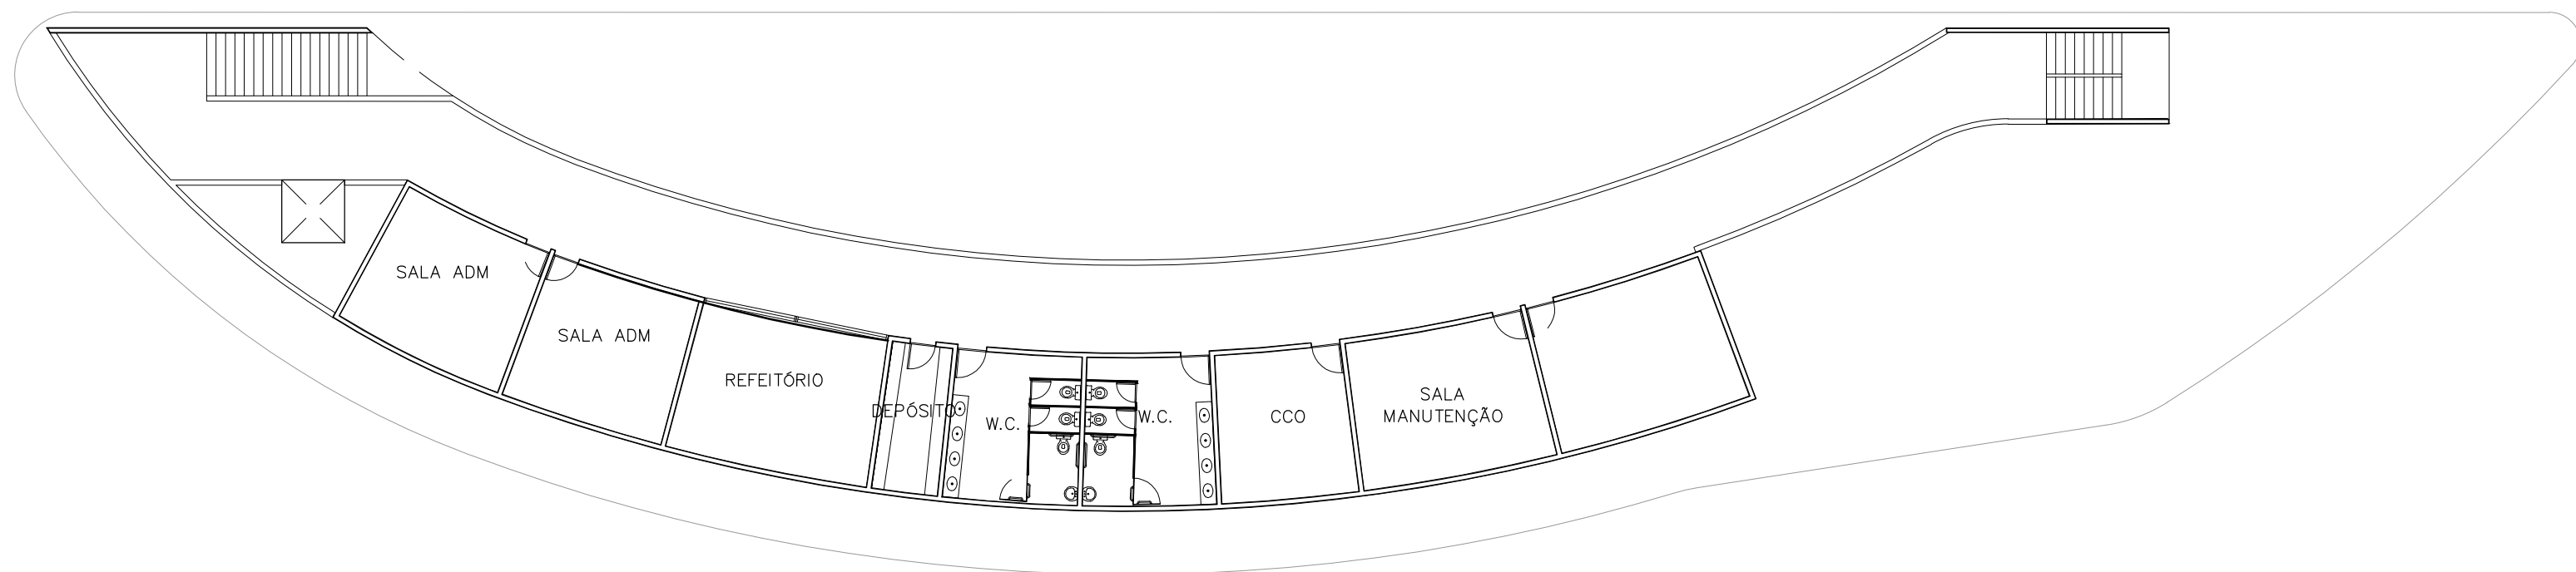 SALA ADM
SALA ADM
REFEITÓRIO
DEPÓSITO
W.C.
W.C.
CCO
SALA
MANUTENÇÃO